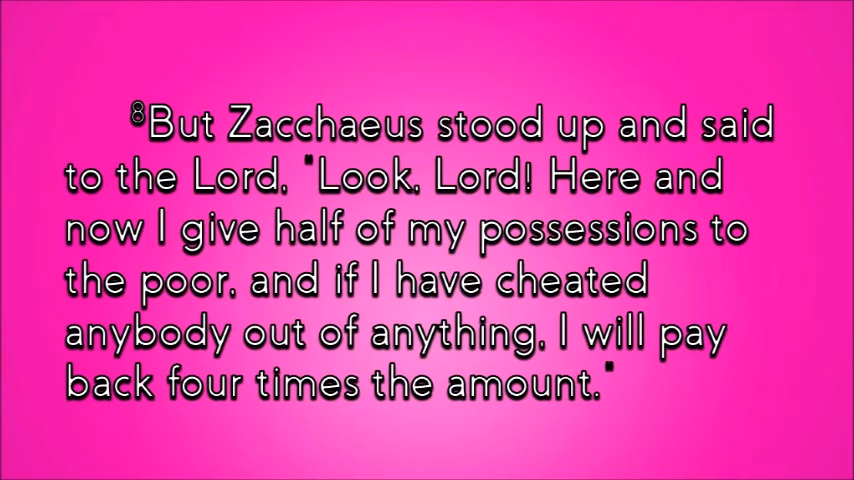 ⁸But Zacchaeus stood up and said
to the Lord, "Look, Lord! Here and
now I give half of my possessions to
the poor, and if I have cheated
anybody out of anything, I will pay
back four times the amount."